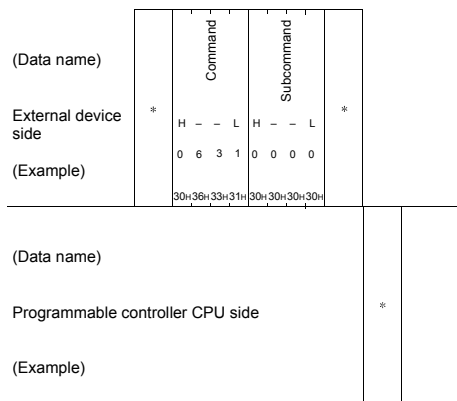 (Data name)
Command
Subcommand
External device
side
*
H – – L H – – L
*
0 6 3 1 0 0 0 0
(Example)
30H 36H 33H 31H 30H 30H 30H 30H
(Data name)
Programmable controller CPU side
*
(Example)